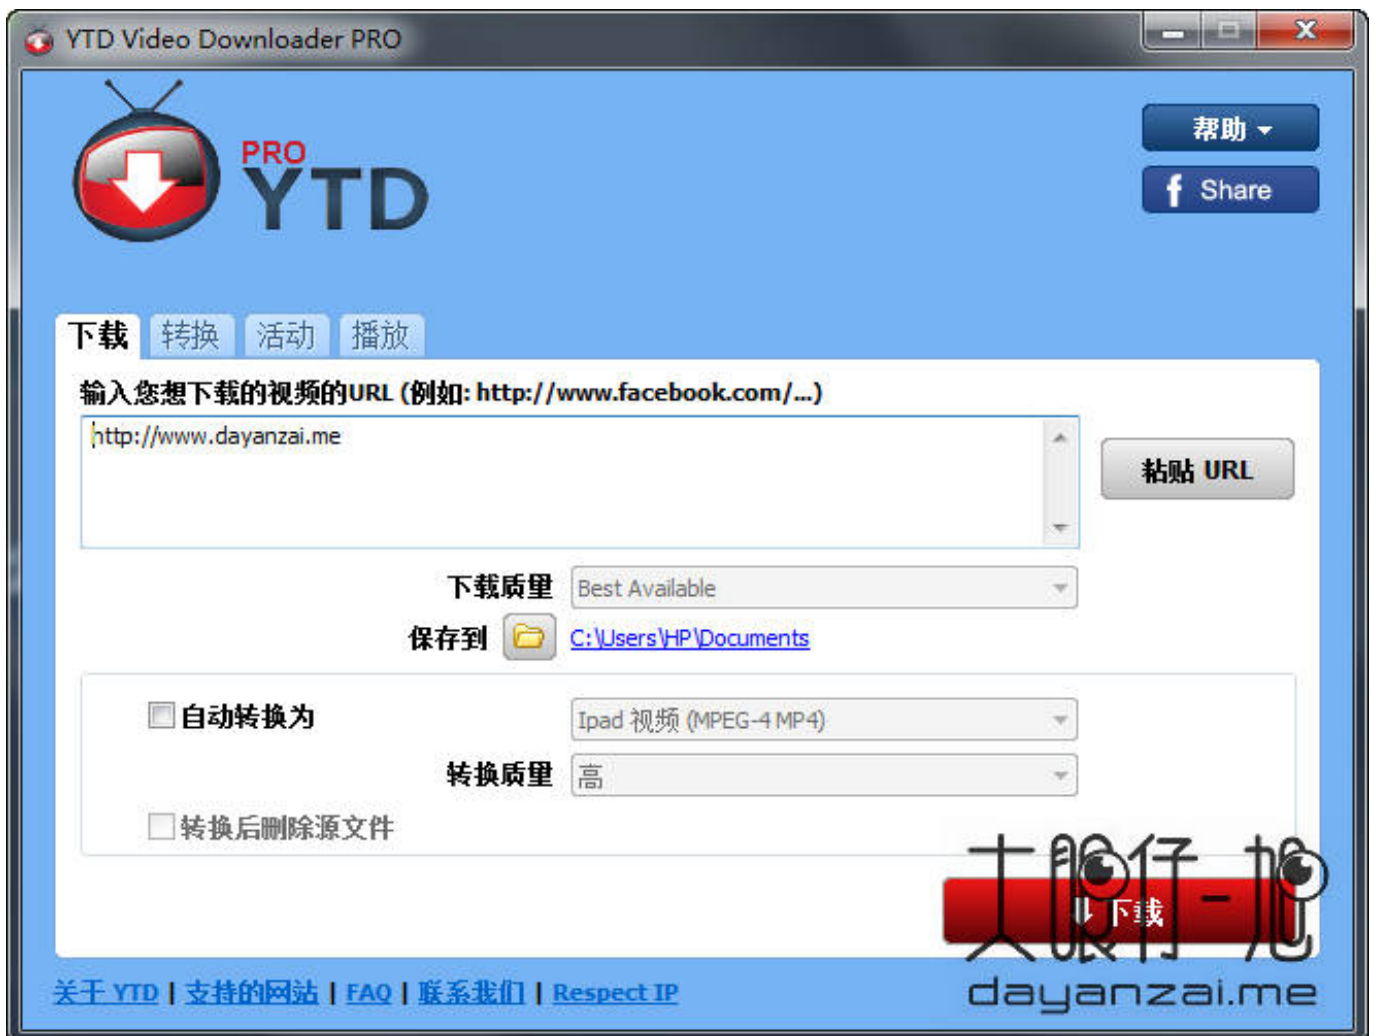 YTD Video Downloader PRO
PRO
YTD
帮助
f Share
下载 转换 活动 播放
输入您想下载的视频的URL (例如: http://www.facebook.com/...)
http://www.dayanzai.me
粘贴 URL
下载质量 Best Available
保存到 C:\Users\HP\Documents
自动转换为 Ipad 视频 (MPEG-4 MP4)
转换质量 高
转换后删除源文件
下载
大眼仔~旭
dayanzai.me
关于 YTD | 支持的网站 | FAQ | 联系我们 | Respect IP